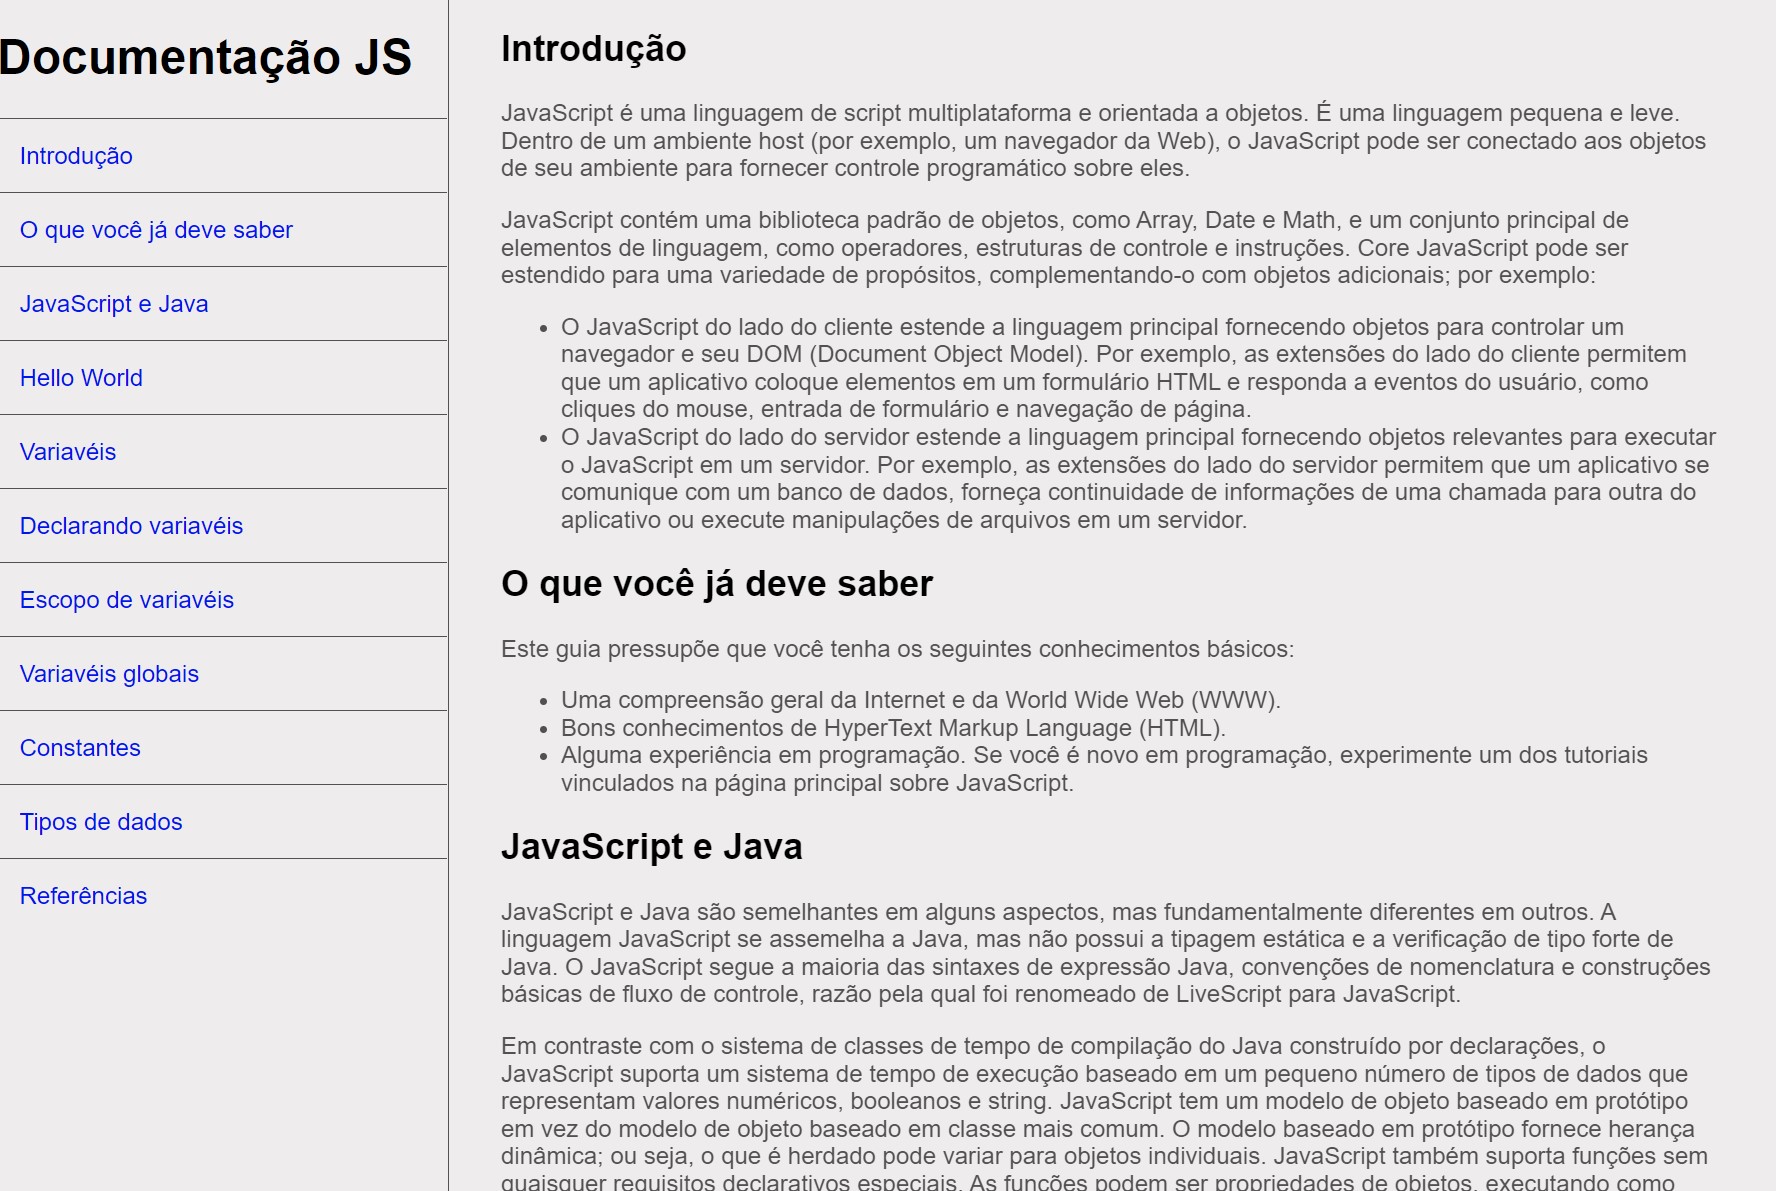 Documentação JS
Introdução
O que você já deve saber
JavaScript e Java
Hello World
Variavéis
Declarando variavéis
Escopo de variavéis
Variavéis globais
Constantes
Tipos de dados
Referências
Introdução
JavaScript é uma linguagem de script multiplataforma e orientada a objetos. É uma linguagem pequena e leve.
Dentro de um ambiente host (por exemplo, um navegador da Web), o JavaScript pode ser conectado aos objetos
de seu ambiente para fornecer controle programático sobre eles.
JavaScript contém uma biblioteca padrão de objetos, como Array, Date e Math, e um conjunto principal de
elementos de linguagem, como operadores, estruturas de controle e instruções. Core JavaScript pode ser
estendido para uma variedade de propósitos, complementando-o com objetos adicionais; por exemplo:
• O JavaScript do lado do cliente estende a linguagem principal fornecendo objetos para controlar um
navegador e seu DOM (Document Object Model). Por exemplo, as extensões do lado do cliente permitem
que um aplicativo coloque elementos em um formulário HTML e responda a eventos do usuário, como
cliques do mouse, entrada de formulário e navegação de página.
• O JavaScript do lado do servidor estende a linguagem principal fornecendo objetos relevantes para executar
o JavaScript em um servidor. Por exemplo, as extensões do lado do servidor permitem que um aplicativo se
comunique com um banco de dados, forneça continuidade de informações de uma chamada para outra do
aplicativo ou execute manipulações de arquivos em um servidor.
O que você já deve saber
Este guia pressupõe que você tenha os seguintes conhecimentos básicos:
• Uma compreensão geral da Internet e da World Wide Web (WWW).
• Bons conhecimentos de HyperText Markup Language (HTML).
• Alguma experiência em programação. Se você é novo em programação, experimente um dos tutoriais
vinculados na página principal sobre JavaScript.
JavaScript e Java
JavaScript e Java são semelhantes em alguns aspectos, mas fundamentalmente diferentes em outros. A
linguagem JavaScript se assemelha a Java, mas não possui a tipagem estática e a verificação de tipo forte de
Java. O JavaScript segue a maioria das sintaxes de expressão Java, convenções de nomenclatura e construções
básicas de fluxo de controle, razão pela qual foi renomeado de LiveScript para JavaScript.
Em contraste com o sistema de classes de tempo de compilação do Java construído por declarações, o
JavaScript suporta um sistema de tempo de execução baseado em um pequeno número de tipos de dados que
representam valores numéricos, booleanos e string. JavaScript tem um modelo de objeto baseado em protótipo
em vez do modelo de objeto baseado em classe mais comum. O modelo baseado em protótipo fornece herança
dinâmica; ou seja, o que é herdado pode variar para objetos individuais. JavaScript também suporta funções sem
quaisquer requisitos declarativos especiais. As funções podem ser propriedades de objetos, executando como